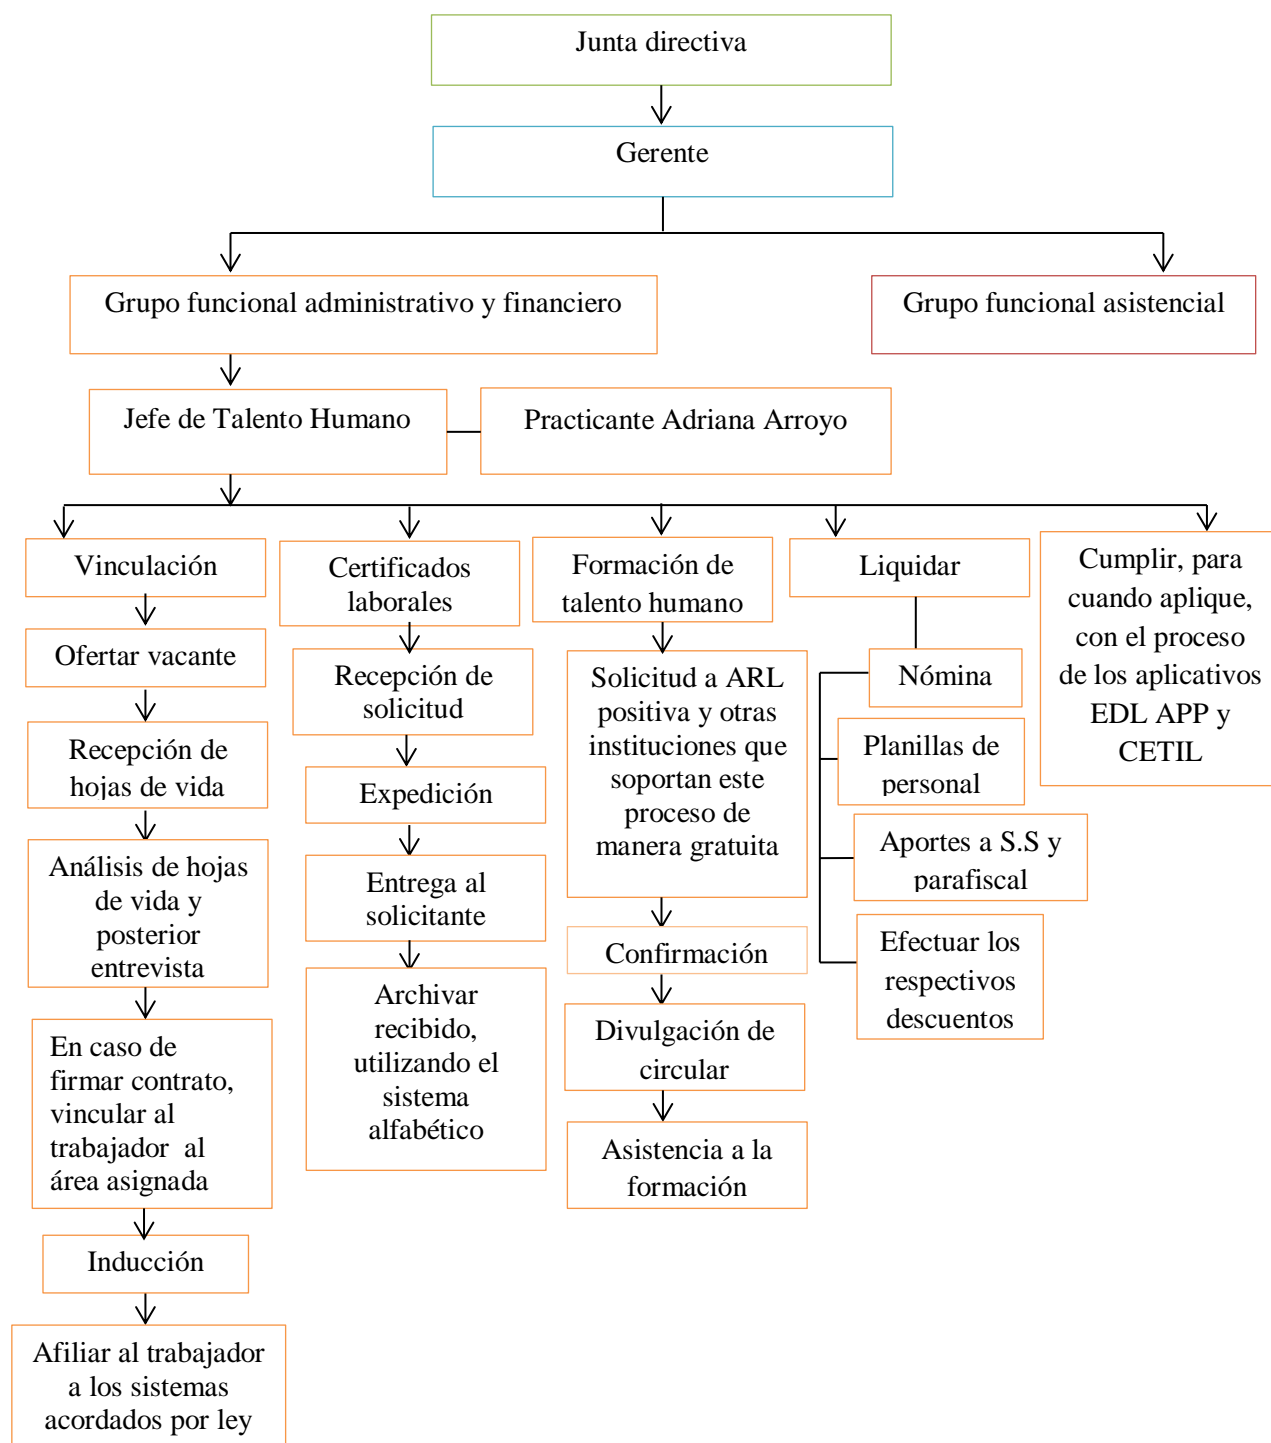 Junta directiva
Gerente
Grupo funcional administrativo y financiero
Grupo funcional asistencial
Jefe de Talento Humano
Practicante Adriana Arroyo
Vinculación
Ofertar vacante
Recepción de
hojas de vida
Análisis de hojas
de vida y
posterior
entrevista
En caso de
firmar contrato,
vincular al
trabajador al
área asignada
Inducción
Afiliar al trabajador
a los sistemas
acordados por ley
Certificados
laborales
Recepción de
solicitud
Expedición
Entrega al
solicitante
Archivar
recibido,
utilizando el
sistema
alfabético
Formación de
talento humano
Solicitud a ARL
positiva y otras
instituciones que
soportan este
proceso de
manera gratuita
Confirmación
Divulgación de
circular
Asistencia a la
formación
Liquidar
Nómina
Planillas de
personal
Aportes a S.S y
parafiscal
Efectuar los
respectivos
descuentos
Cumplir, para
cuando aplique,
con el proceso
de los aplicativos
EDL APP y
CETIL